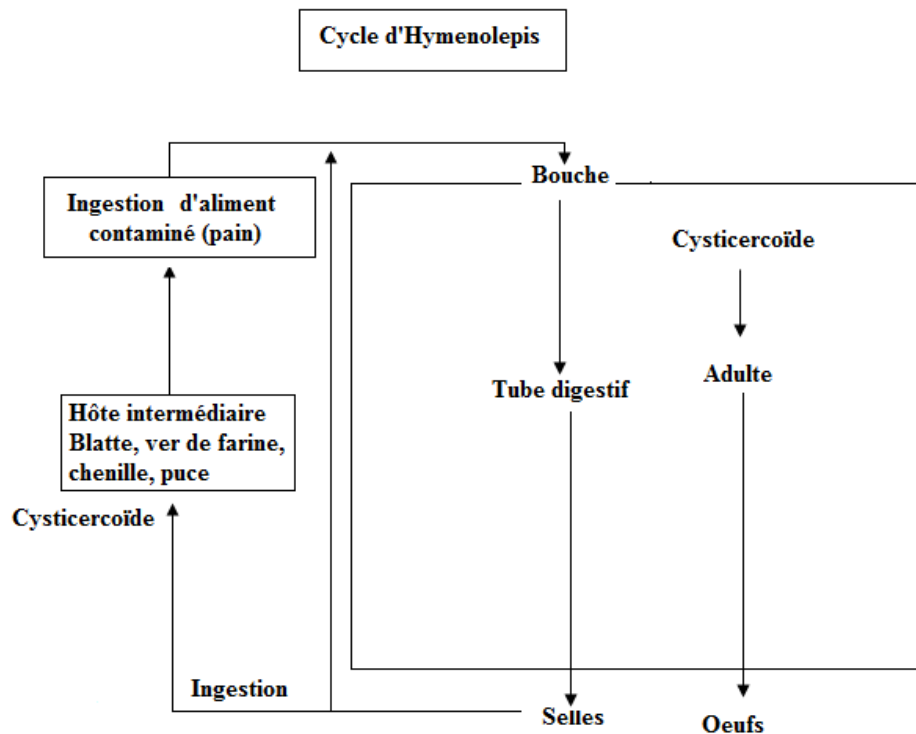 Cycle d'Hymenolepis
Bouche
Ingestion d'aliment
contaminé (pain)
Cysticercoïde
Tube digestif
Adulte
Hôte intermédiaire
Blatte, ver de farine,
chenille, puce
Cysticercoïde
Ingestion
Selles
Oeufs